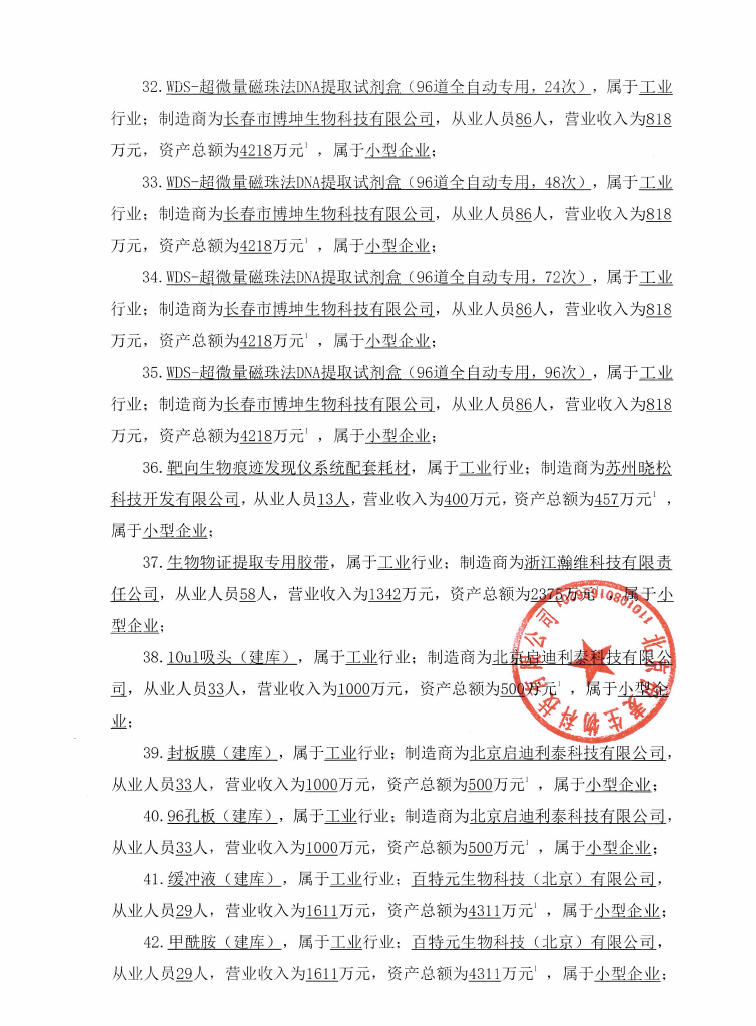 32.WDS-超微量磁珠法DNA提取试剂盒（96道全自动专用，24次），属于工业
行业；制造商为长春市博坤生物科技有限公司，从业人员86人，营业收入为818
万元，资产总额为4218万元¹，属于小型企业；
33.WDS-超微量磁珠法DNA提取试剂盒（96道全自动专用，48次），属于工业
行业；制造商为长春市博坤生物科技有限公司，从业人员86人，营业收入为818
万元，资产总额为4218万元¹，属于小型企业；
34.WDS-超微量磁珠法DNA提取试剂盒（96道全自动专用，72次），属于工业
行业；制造商为长春市博坤生物科技有限公司，从业人员86人，营业收入为818
万元，资产总额为4218万元¹，属于小型企业；
35.WDS-超微量磁珠法DNA提取试剂盒（96道全自动专用，96次），属于工业
行业；制造商为长春市博坤生物科技有限公司，从业人员86人，营业收入为818
万元，资产总额为4218万元¹，属于小型企业；
36.靶向生物痕迹发现仪系统配套耗材，属于工业行业；制造商为苏州晓松
科技开发有限公司，从业人员13人，营业收入为400万元，资产总额为457万元¹，
属于小型企业；
37.生物物证提取专用胶带，属于工业行业；制造商为浙江瀚维科技有限责
任公司，从业人员58人，营业收入为1342万元，资产总额为2375万元¹，属于小
型企业；
38.10ul吸头（建库），属于工业行业；制造商为北京启迪利泰科技有限公
司，从业人员33人，营业收入为1000万元，资产总额为500万元¹，属于小型企
业；
39.封板膜（建库），属于工业行业；制造商为北京启迪利泰科技有限公司，
从业人员33人，营业收入为1000万元，资产总额为500万元¹，属于小型企业；
40.96孔板（建库），属于工业行业；制造商为北京启迪利泰科技有限公司，
从业人员33人，营业收入为1000万元，资产总额为500万元¹，属于小型企业；
41.缓冲液（建库），属于工业行业；百特元生物科技（北京）有限公司，
从业人员29人，营业收入为1611万元，资产总额为4311万元¹，属于小型企业；
42.甲酰胺（建库），属于工业行业；百特元生物科技（北京）有限公司，
从业人员29人，营业收入为1611万元，资产总额为4311万元¹，属于小型企业；
北京 生物科技有限公司